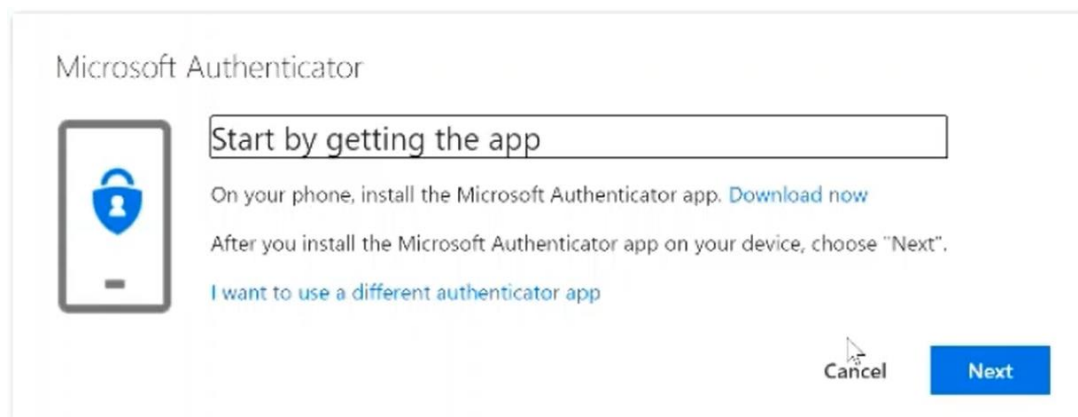 Microsoft Authenticator
Start by getting the app
On your phone, install the Microsoft Authenticator app. Download now
After you install the Microsoft Authenticator app on your device, choose "Next".
I want to use a different authenticator app
Cancel
Next